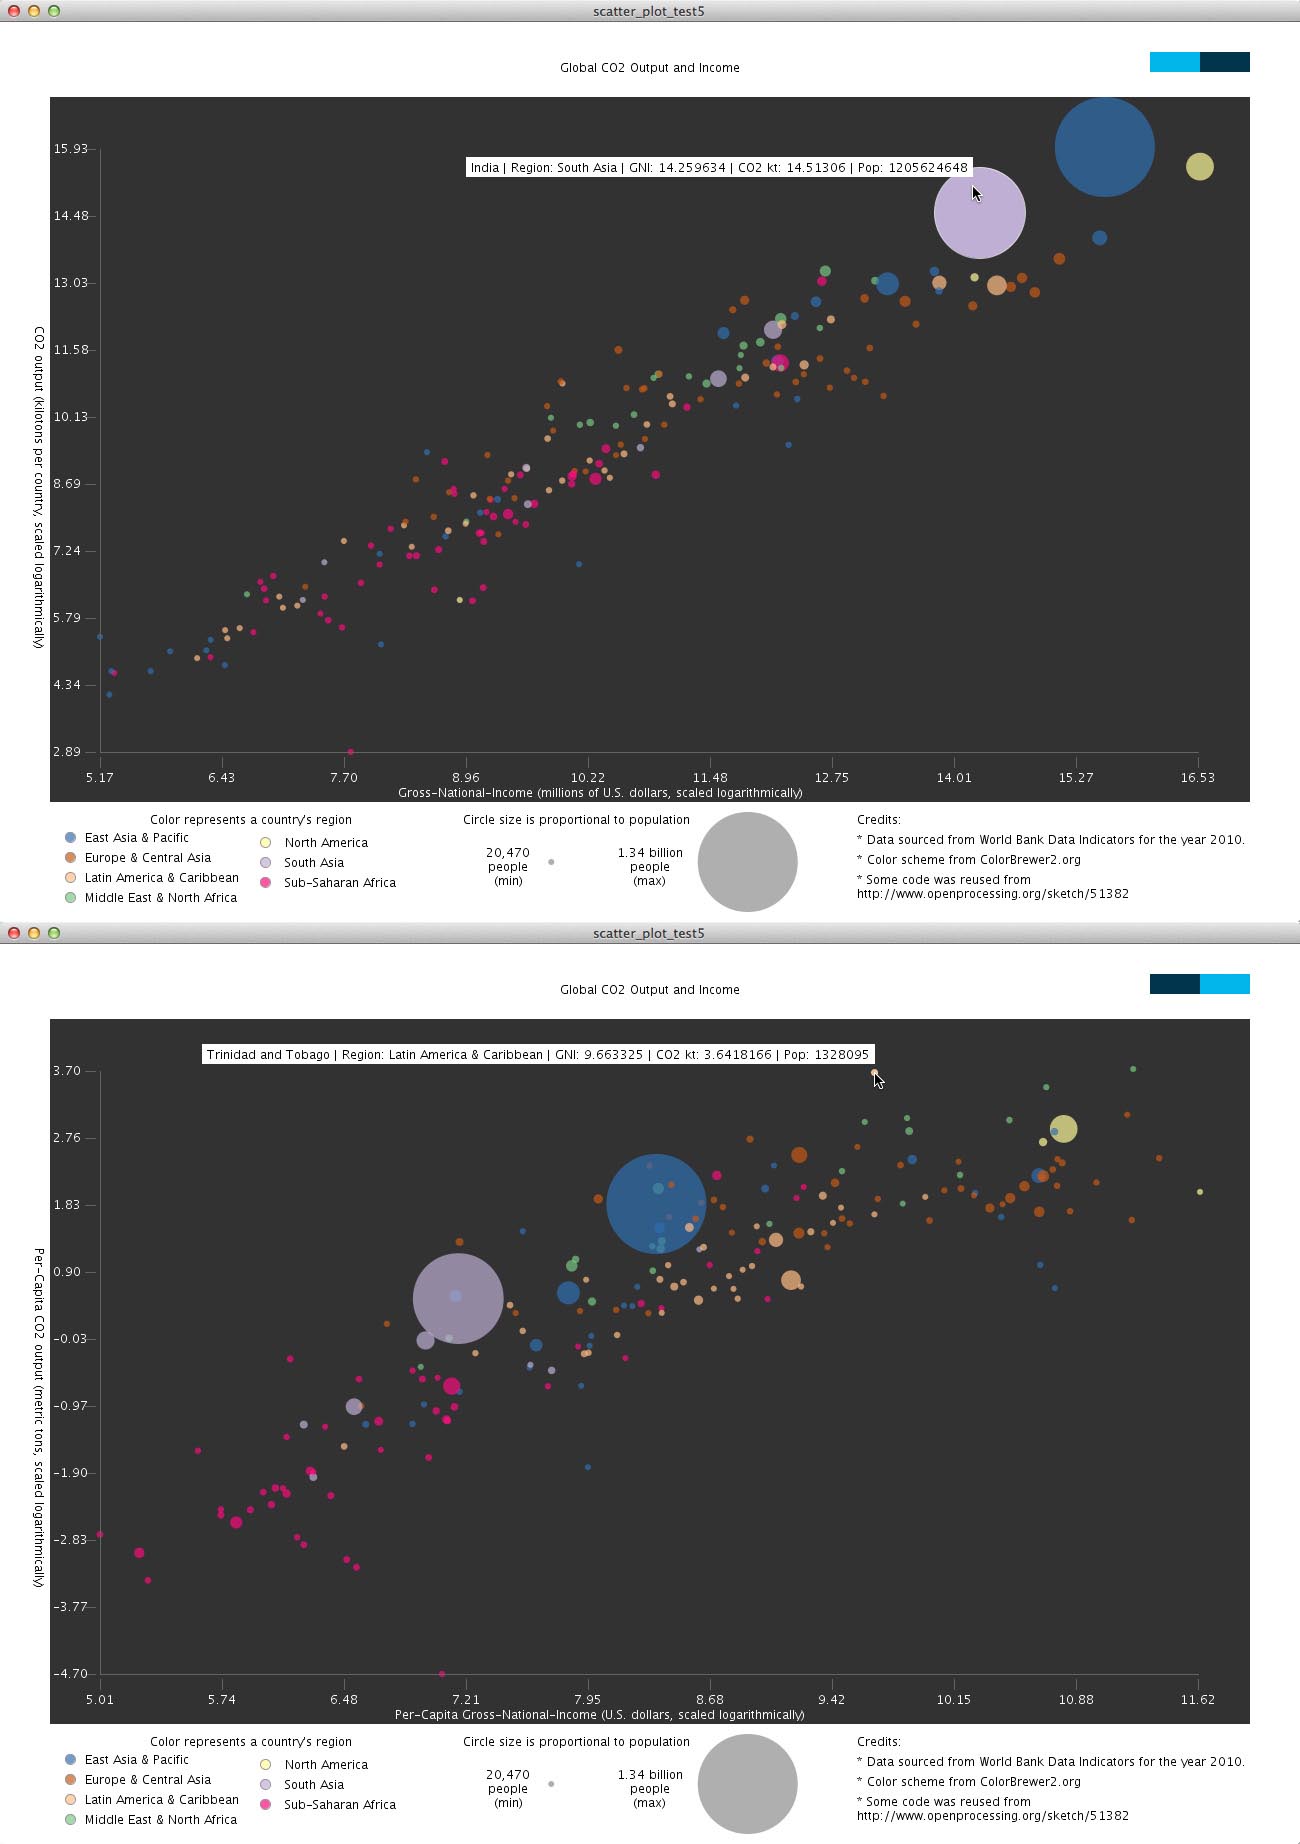 scatter_plot_test5
Global CO2 Output and Income
India | Region: South Asia | GNI: 14.259634 | CO2 kt: 14.51306 | Pop: 1205624648
CO2 output (kilotons per country, scaled logarithmically)
15.93
14.48
13.03
11.58
10.13
8.69
7.24
5.79
4.34
2.89
5.17 6.43 7.70 8.96 10.22 11.48 12.75 14.01 15.27 16.53
Gross-National-Income (millions of U.S. dollars, scaled logarithmically)
Color represents a country's region
East Asia & Pacific
Europe & Central Asia
Latin America & Caribbean
Middle East & North Africa
North America
South Asia
Sub-Saharan Africa
Circle size is proportional to population
20,470
people
(min)
1.34 billion
people
(max)
Credits:
* Data sourced from World Bank Data Indicators for the year 2010.
* Color scheme from ColorBrewer2.org
* Some code was reused from
http://www.openprocessing.org/sketch/51382
scatter_plot_test5
Global CO2 Output and Income
Trinidad and Tobago | Region: Latin America & Caribbean | GNI: 9.663325 | CO2 kt: 3.6418166 | Pop: 1328095
Per-Capita CO2 output (metric tons, scaled logarithmically)
3.70
2.76
1.83
0.90
-0.03
-0.97
-1.90
-2.83
-3.77
-4.70
5.01 5.74 6.48 7.21 7.95 8.68 9.42 10.15 10.88 11.62
Per-Capita Gross-National-Income (U.S. dollars, scaled logarithmically)
Color represents a country's region
East Asia & Pacific
Europe & Central Asia
Latin America & Caribbean
Middle East & North Africa
North America
South Asia
Sub-Saharan Africa
Circle size is proportional to population
20,470
people
(min)
1.34 billion
people
(max)
Credits:
* Data sourced from World Bank Data Indicators for the year 2010.
* Color scheme from ColorBrewer2.org
* Some code was reused from
http://www.openprocessing.org/sketch/51382